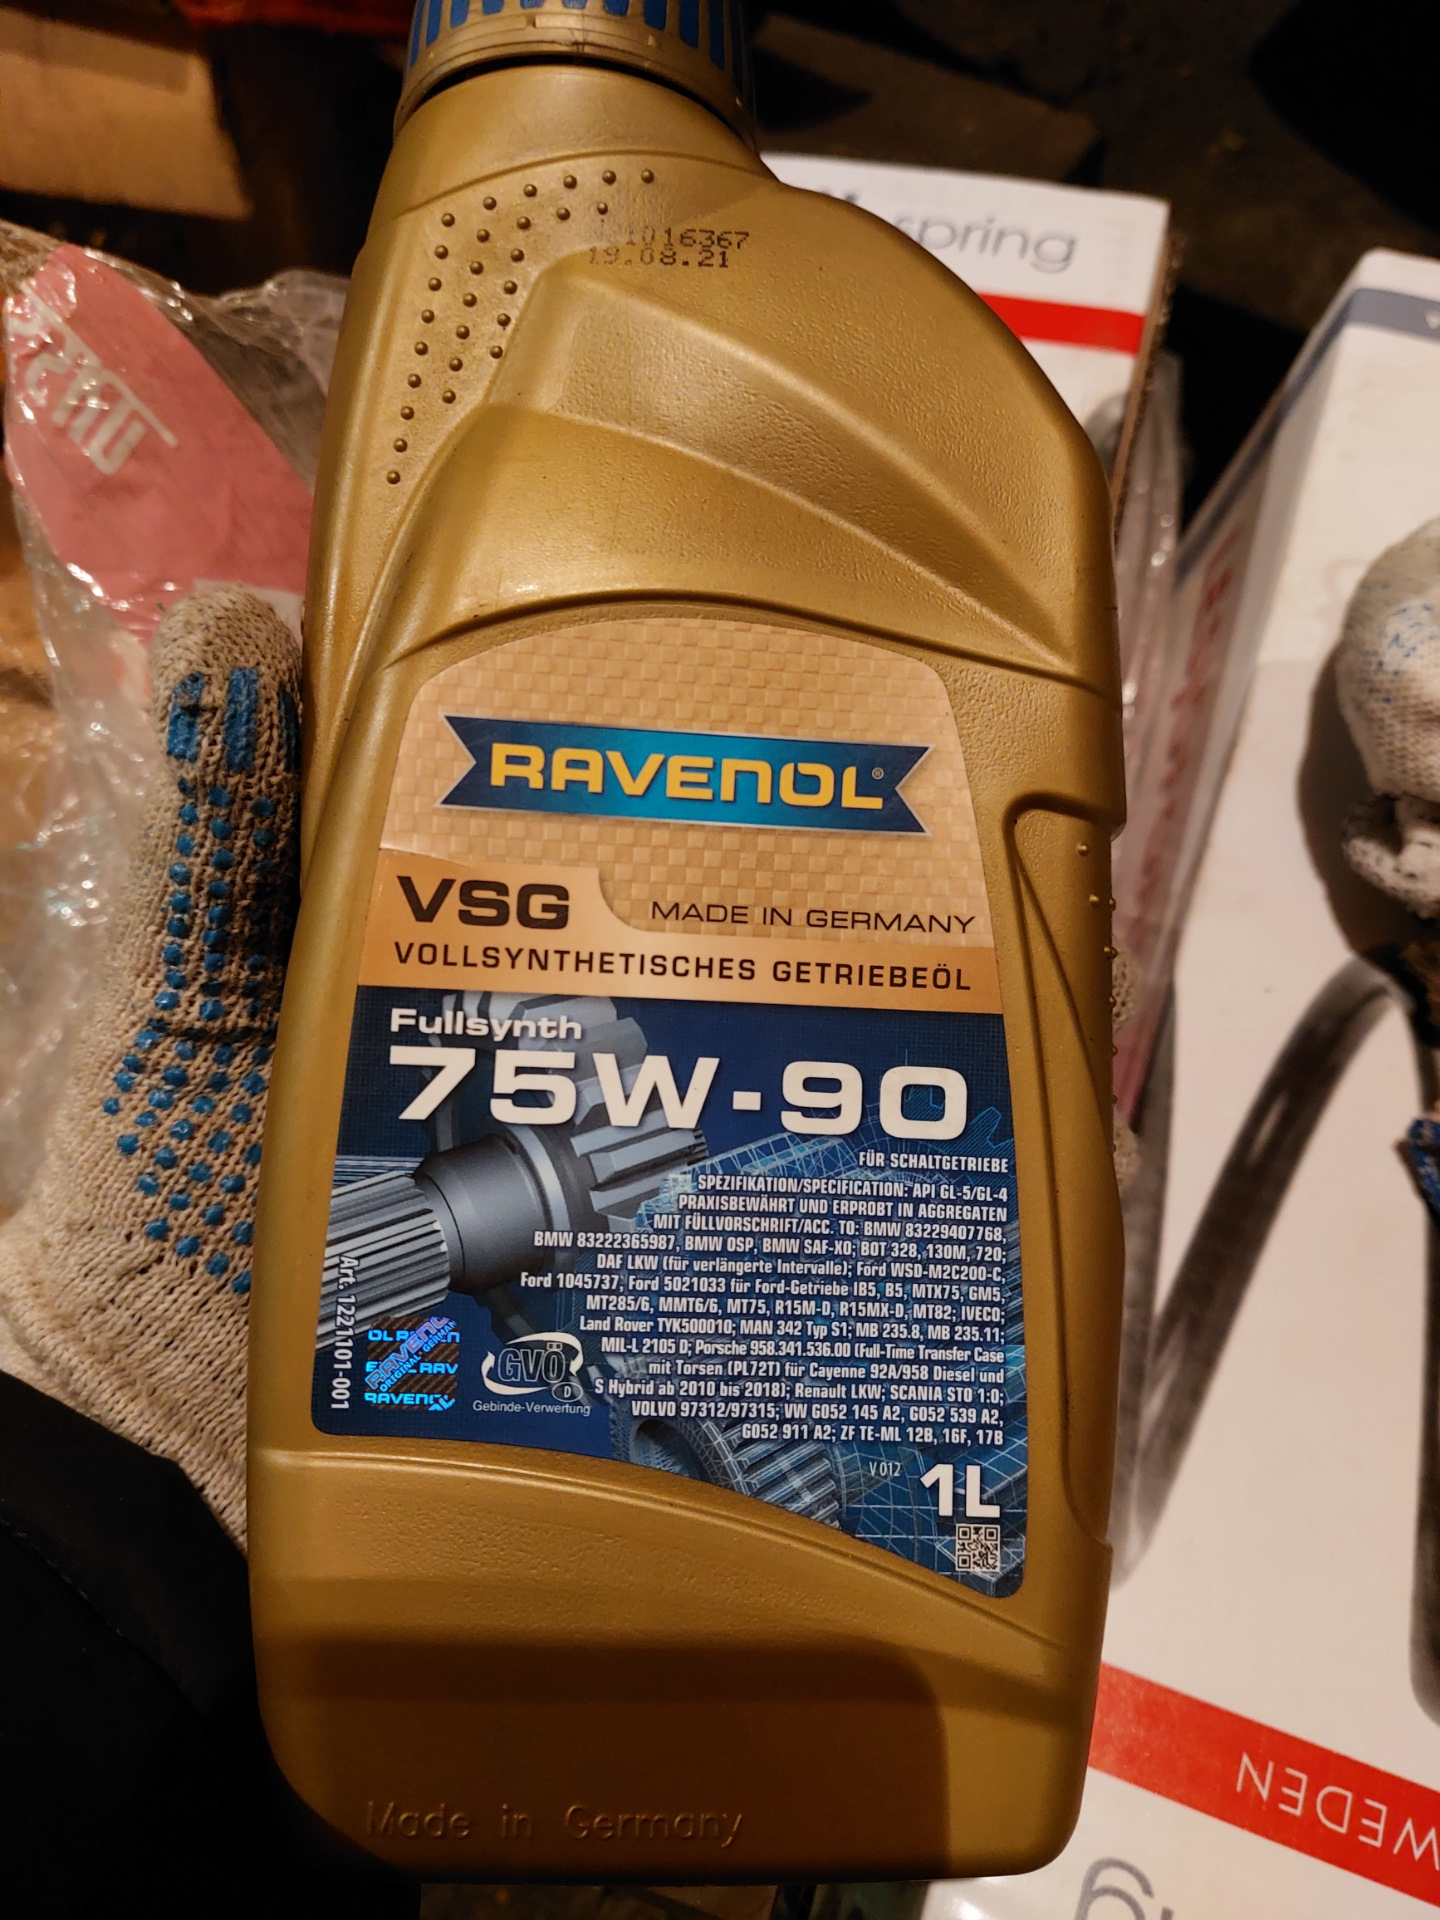 1016367
19.08.21
spring
RAVENOL®
VSG
MADE IN GERMANY
VOLLSYNTHETISCHES GETRIEBEÖL
Fullsynth
75W-90
FÜR SCHALTGETRIEBE
SPEZIFIKATION/SPECIFICATION: API GL-5/GL-4
PRAXISBEWÄHRT UND ERPROBT IN AGGREGATEN
MIT FÜLLVORSCHRIFT/ACC. TO: BMW 83229407768,
BMW 83222365987, BMW OSP, BMW SAF-XO; BOT 328, 130M, 720;
DAF LKW (für verlängerte Intervalle); Ford WSD-M2C200-C,
Ford 1045737, Ford 5021033 für Ford-Getriebe IB5, B5, MTX75, GM5,
MT285/6, MMT6/6, MT75, R15M-D, R15MX-D, MT82; IVECO;
Land Rover TYK500010; MAN 342 Typ S1; MB 235.8, MB 235.11;
MIL-L 2105 D; Porsche 958.341.536.00 (Full-Time Transfer Case
mit Torsen (PL72T) für Cayenne 92A/958 Diesel und
S Hybrid ab 2010 bis 2018); Renault LKW; SCANIA STO 1:0;
VOLVO 97312/97315; VW G052 145 A2, G052 539 A2,
G052 911 A2; ZF TE-ML 12B, 16F, 17B
V 012
1L
Art. 1221101-001
RAVENOL
ORIGINAL · GERMAN
RAVENOL
GVÖ
D
Gebinde-Verwertung
Made in Germany
WEDEN